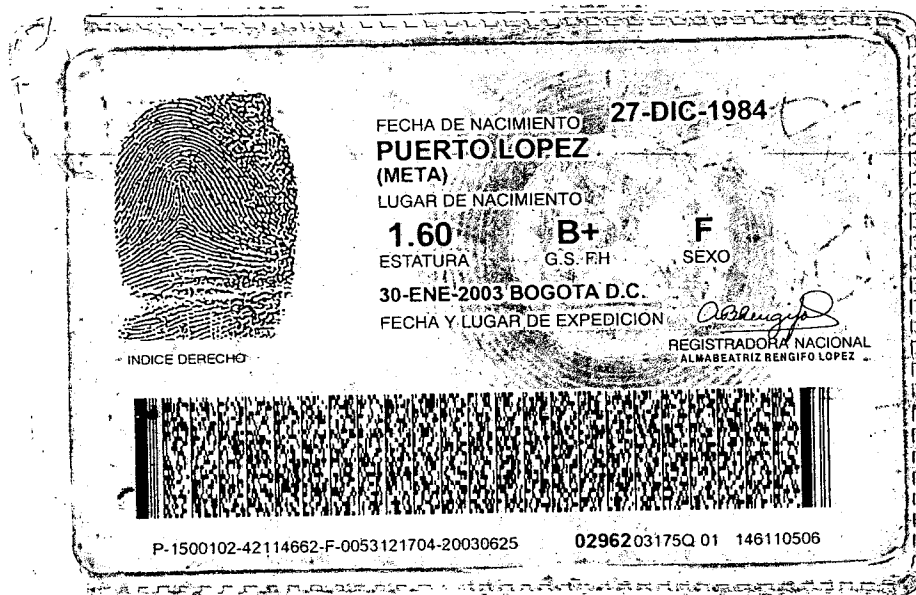 FECHA DE NACIMIENTO 27-DIC-1984
PUERTO LOPEZ
(META)
LUGAR DE NACIMIENTO
1.60 B+ F
ESTATURA G.S. RH SEXO
30-ENE-2003 BOGOTA D.C.
FECHA Y LUGAR DE EXPEDICION
INDICE DERECHO
REGISTRADORA NACIONAL
ALMABEATRIZ RENGIFO LOPEZ
P-1500102-42114662-F-0053121704-20030625 0296203175Q 01 146110506